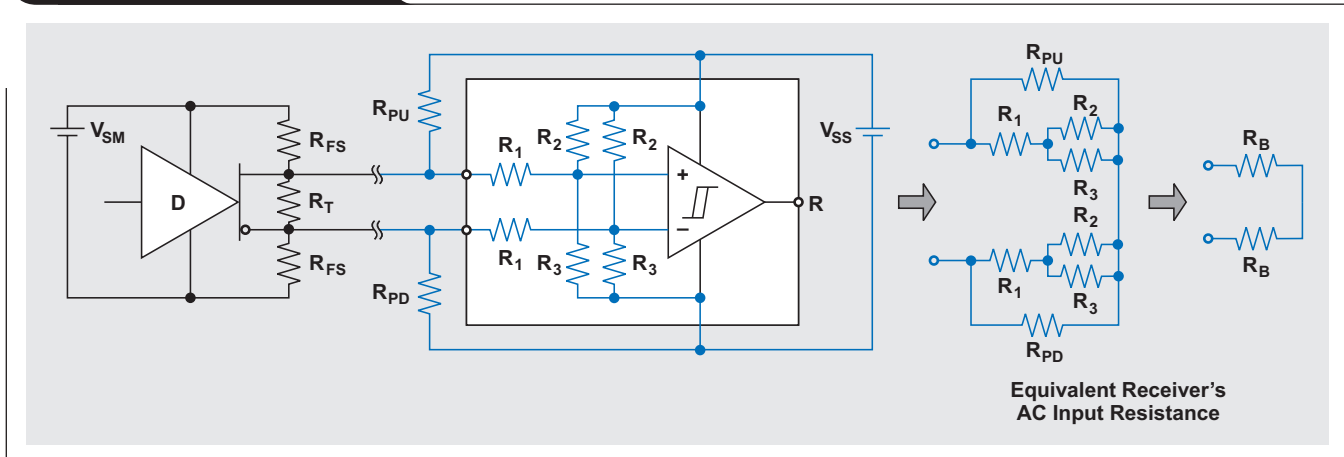 V_SM
D
R_FS
R_T
R_FS
R_PU
R_PD
R_1
R_2
R_2
+
−
R_1
R_3
R_3
R
V_SS
R_PU
R_1
R_2
R_3
R_2
R_1
R_3
R_PD
Equivalent Receiver's
AC Input Resistance
R_B
R_B